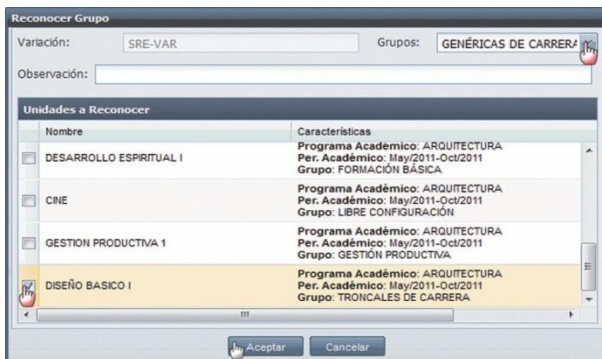 Reconocer Grupo
Variación: SRE-VAR Grupos: GENÉRICAS DE CARRERA
Observación:
Unidades a Reconocer
Nombre Características
DESARROLLO ESPIRITUAL I
Programa Académico: ARQUITECTURA
Per. Académico: May/2011-Oct/2011
Grupo: FORMACIÓN BÁSICA
CINE
Programa Académico: ARQUITECTURA
Per. Académico: May/2011-Oct/2011
Grupo: LIBRE CONFIGURACIÓN
GESTION PRODUCTIVA 1
Programa Académico: ARQUITECTURA
Per. Académico: May/2011-Oct/2011
Grupo: GESTIÓN PRODUCTIVA
DISEÑO BASICO I
Programa Académico: ARQUITECTURA
Per. Académico: May/2011-Oct/2011
Grupo: TRONCALES DE CARRERA
Aceptar Cancelar